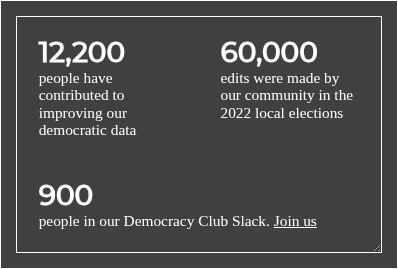 12,200
people have
contributed to
improving our
democratic data
60,000
edits were made by
our community in the
2022 local elections
900
people in our Democracy Club Slack. Join us